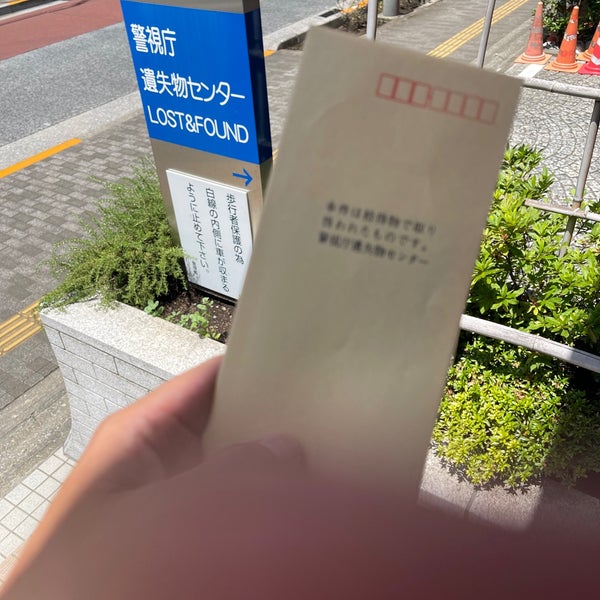 警視庁
遺失物センター
LOST&FOUND
歩行者保護の為
白線の内側に車が収まる
ように止めて下さい。
本件は拾得物で取り
扱われたものです。
警視庁遺失物センター